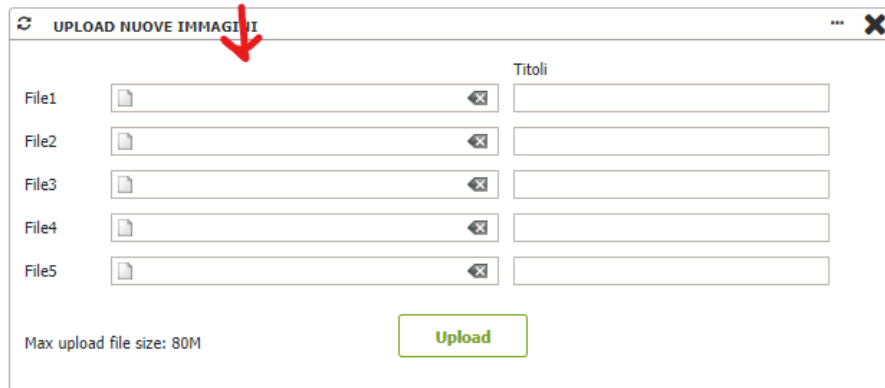 UPLOAD NUOVE IMMAGINI
Titoli
File1
File2
File3
File4
File5
Max upload file size: 80M
Upload